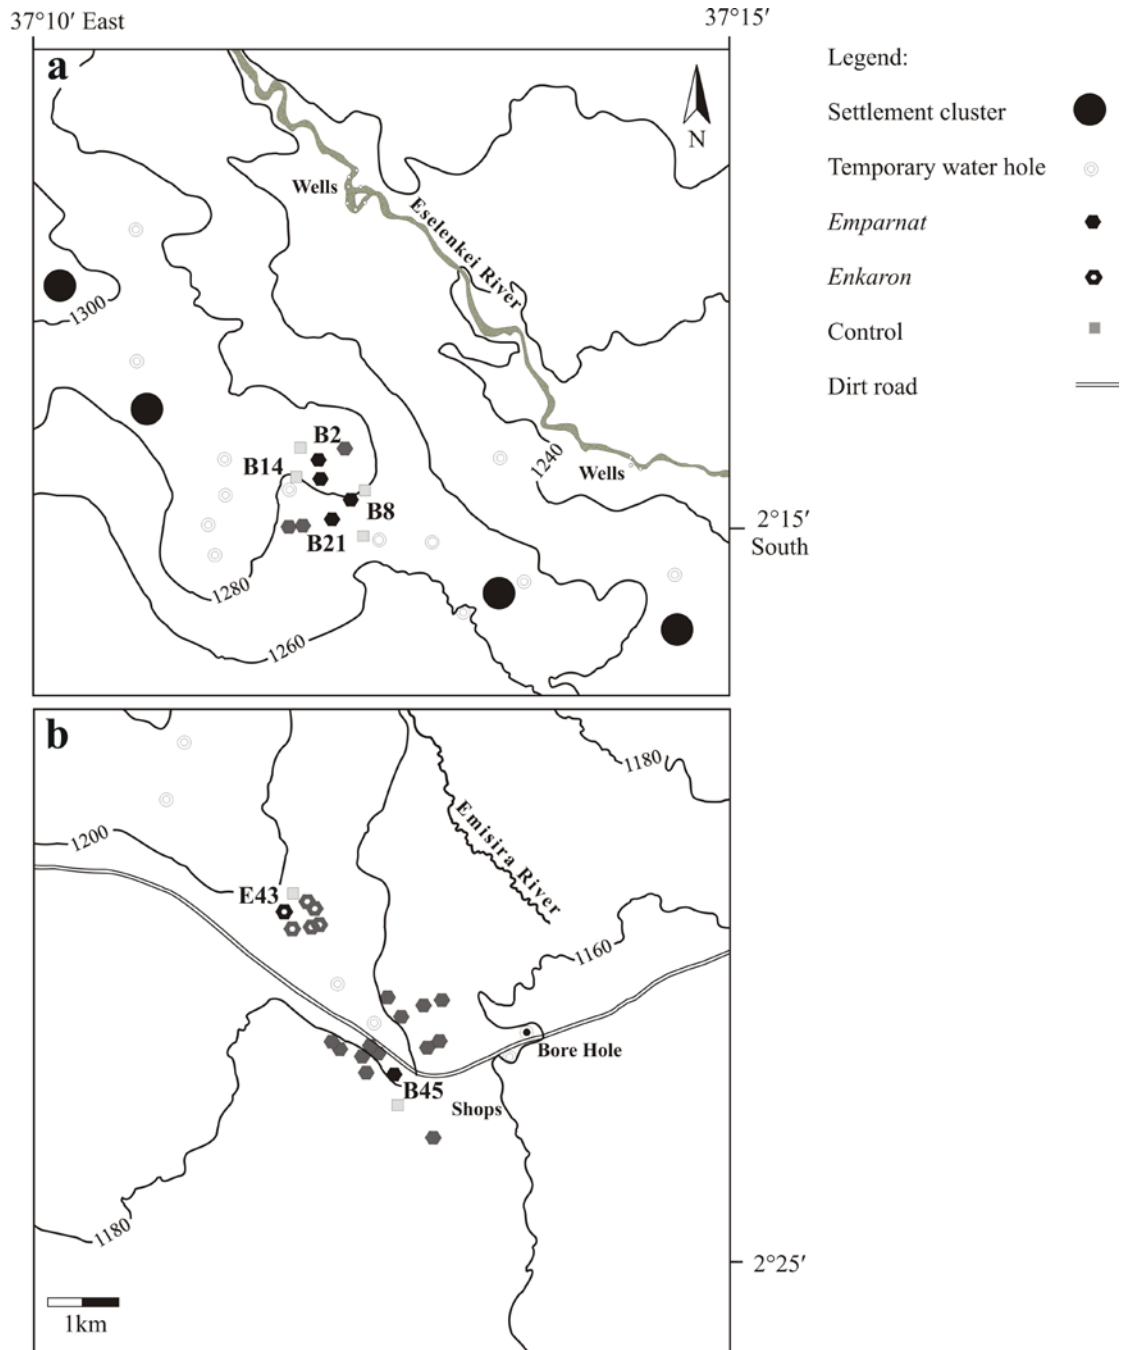 37°10′ East
37°15′
a
N
Legend:
Settlement cluster
Temporary water hole
Emparnat
Enkaron
Control
Dirt road
Wells
Eselenkei River
1300
B2
B14
B8
B21
1240
Wells
2°15′
South
1280
1260
b
1180
1200
Emisira River
E43
1160
Bore Hole
B45
Shops
1180
2°25′
1km